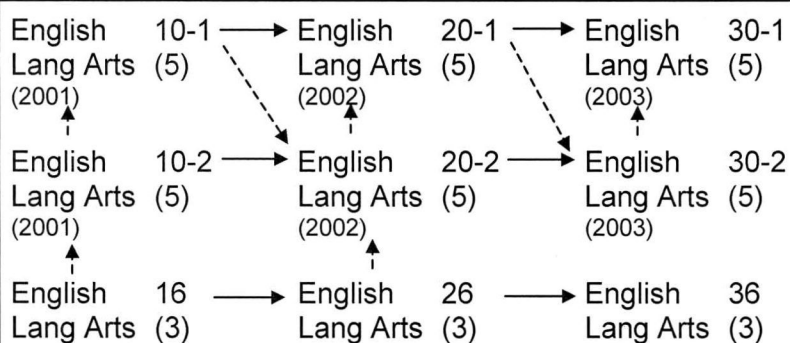 English 10-1 English 20-1 English 30-1
Lang Arts (5) Lang Arts (5) Lang Arts (5)
(2001) (2002) (2003)
English 10-2 English 20-2 English 30-2
Lang Arts (5) Lang Arts (5) Lang Arts (5)
(2001) (2002) (2003)
English 16 English 26 English 36
Lang Arts (3) Lang Arts (3) Lang Arts (3)